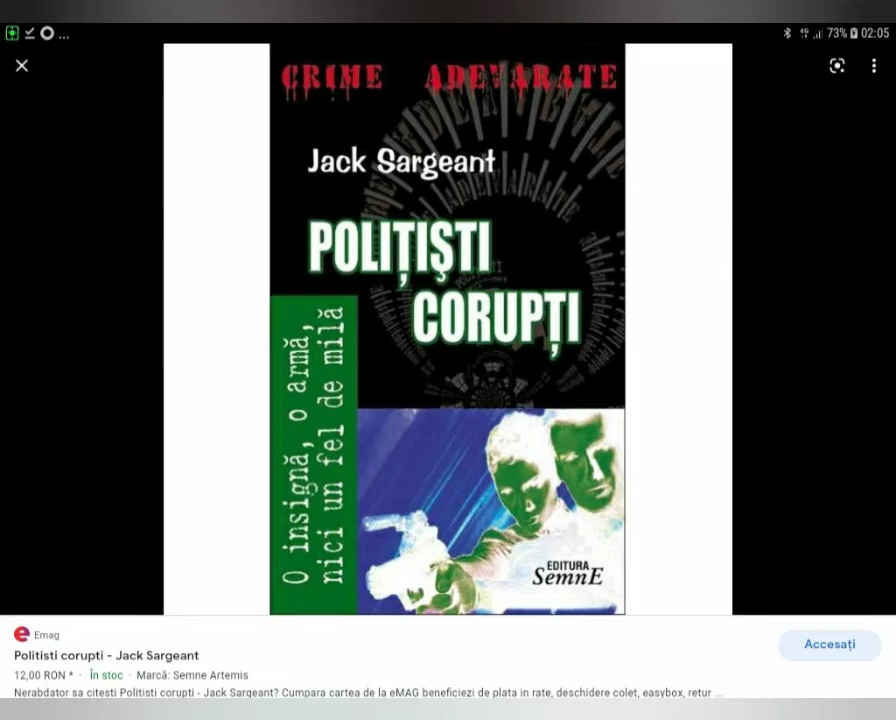 ... 73% 02:05
CRIME ADEVARATE
Jack Sargeant
POLIȚIȘTI
CORUPȚI
O insignă, o armă,
nici un fel de milă
EDITURA
SemnE
Emag
Politisti corupti - Jack Sargeant
Accesați
12,00 RON * · În stoc · Marcă: Semne Artemis
Nerabdator sa citesti Politisti corupti - Jack Sargeant? Cumpara cartea de la eMAG beneficiezi de plata in rate, deschidere colet, easybox, retur ...